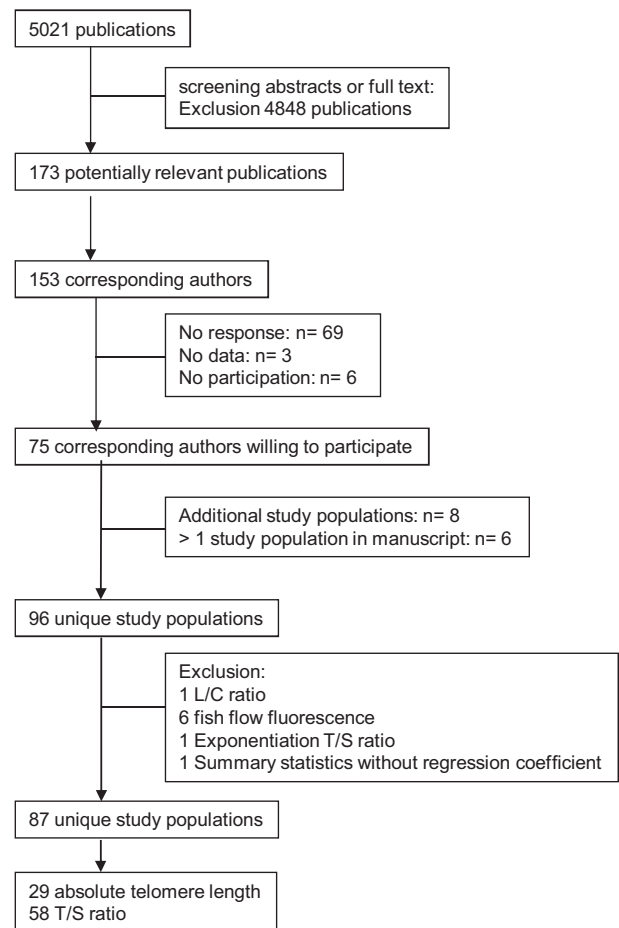 5021 publications
screening abstracts or full text:
Exclusion 4848 publications
173 potentially relevant publications
153 corresponding authors
No response: n= 69
No data: n= 3
No participation: n= 6
75 corresponding authors willing to participate
Additional study populations: n= 8
> 1 study population in manuscript: n= 6
96 unique study populations
Exclusion:
1 L/C ratio
6 fish flow fluorescence
1 Exponentiation T/S ratio
1 Summary statistics without regression coefficient
87 unique study populations
29 absolute telomere length
58 T/S ratio